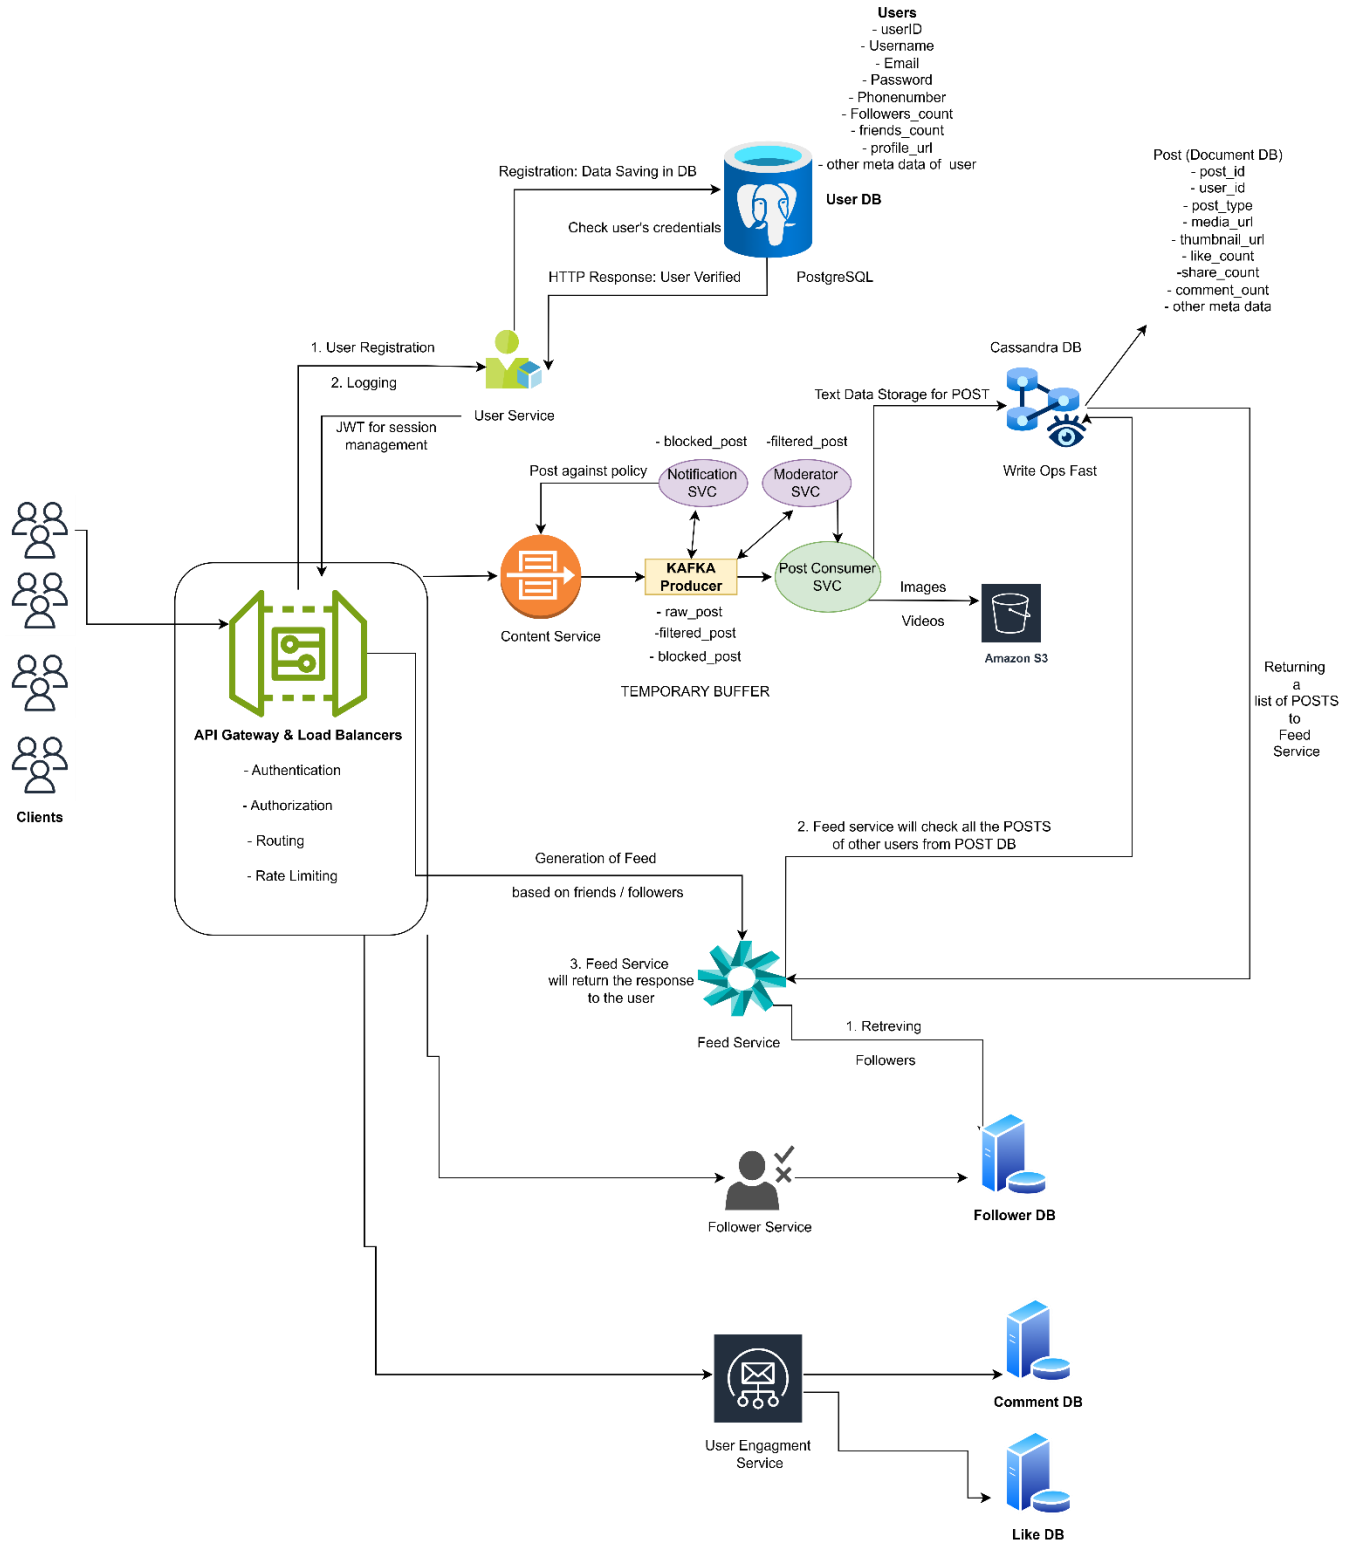 Users
- userID
- Username
- Email
- Password
- Phonenumber
- Followers_count
- friends_count
- profile_url
- other meta data of  user
User DB
PostgreSQL
Registration: Data Saving in DB
Check user's credentials
HTTP Response: User Verified
Post (Document DB)
- post_id
- user_id
- post_type
- media_url
- thumbnail_url
- like_count
-share_count
- comment_ount
- other meta data
1. User Registration
2. Logging
User Service
JWT for session
management
Cassandra DB
Text Data Storage for POST
Write Ops Fast
- blocked_post
-filtered_post
Post against policy
Notification
SVC
Moderator
SVC
KAFKA
Producer
Post Consumer
SVC
Content Service
- raw_post
-filtered_post
- blocked_post
TEMPORARY BUFFER
Images
Videos
Amazon S3
Returning
a
list of POSTS
to
Feed
Service
Clients
API Gateway & Load Balancers
- Authentication
- Authorization
- Routing
- Rate Limiting
2. Feed service will check all the POSTS
of other users from POST DB
Generation of Feed
based on friends / followers
3. Feed Service
will return the response
to the user
Feed Service
1. Retreving
Followers
Follower Service
Follower DB
User Engagment
Service
Comment DB
Like DB